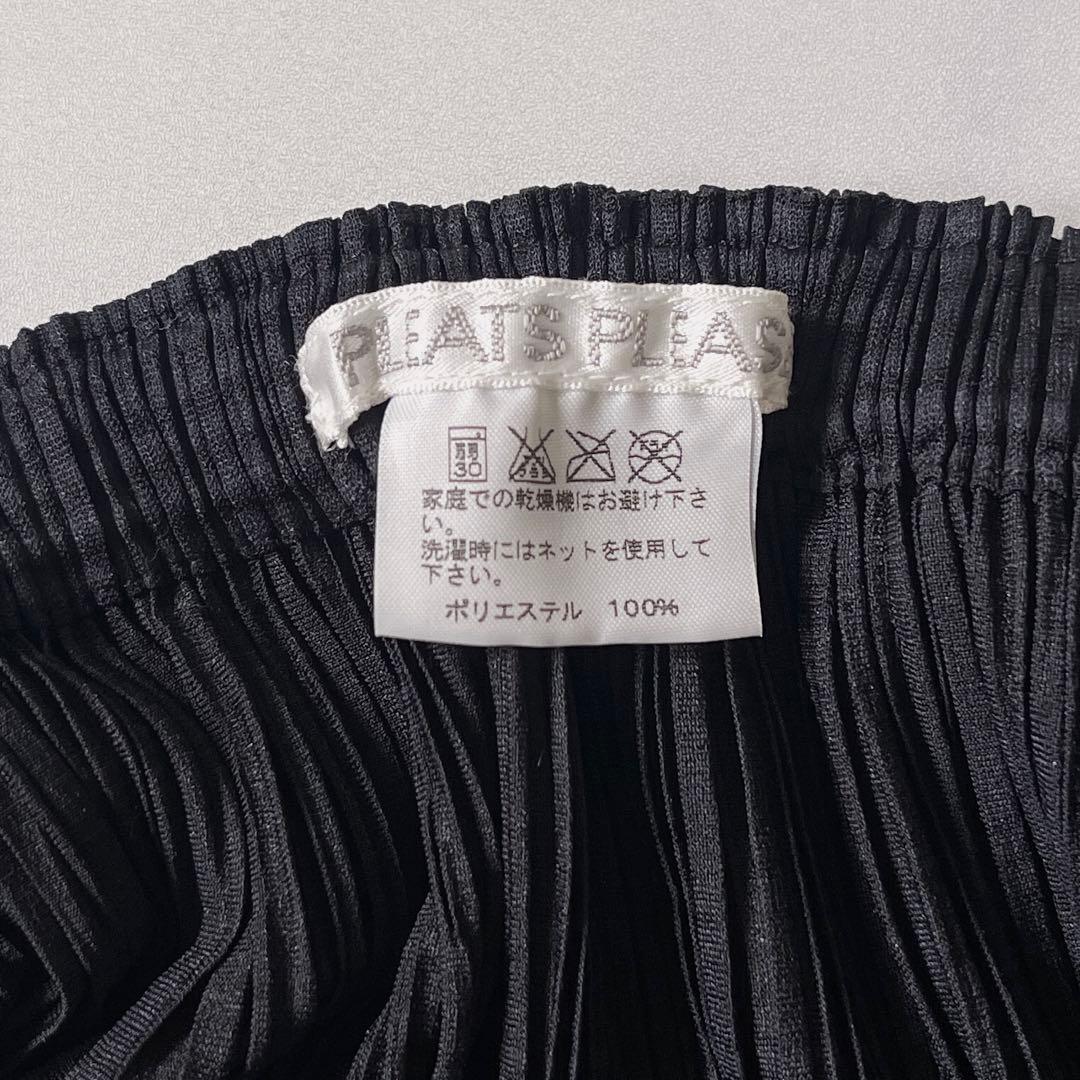 PLEATS PLEAS
弱
30
家庭での乾燥機はお避け下さ
い。
洗濯時にはネットを使用して
下さい。
ポリエステル 100%